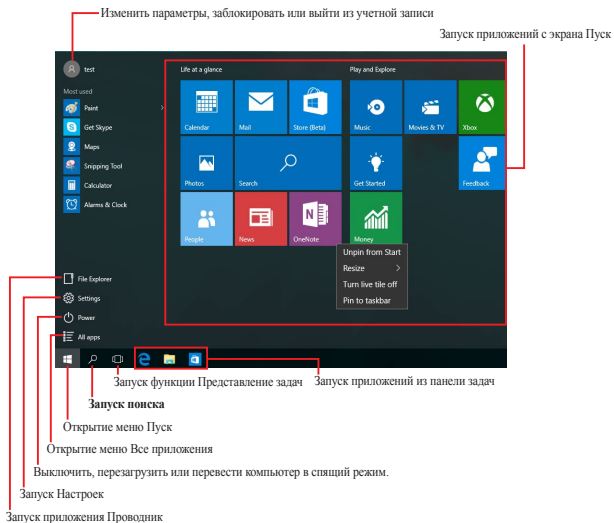 Изменить параметры, заблокировать или выйти из учетной записи
Запуск приложений с экрана Пуск
test
Life at a glance
Play and Explore
Most used
Paint
Get Skype
Maps
Snipping Tool
Calculator
Alarms & Clock
Calendar
Mail
Store (Beta)
Music
Movies & TV
Xbox
Photos
Search
Get Started
Feedback
People
News
OneNote
Money
Unpin from Start
Resize
Turn live tile off
Pin to taskbar
File Explorer
Settings
Power
All apps
Запуск функции Представление задач
Запуск приложений из панели задач
Запуск поиска
Открытие меню Пуск
Открытие меню Все приложения
Выключить, перезагрузить или перевести компьютер в спящий режим.
Запуск Настроек
Запуск приложения Проводник